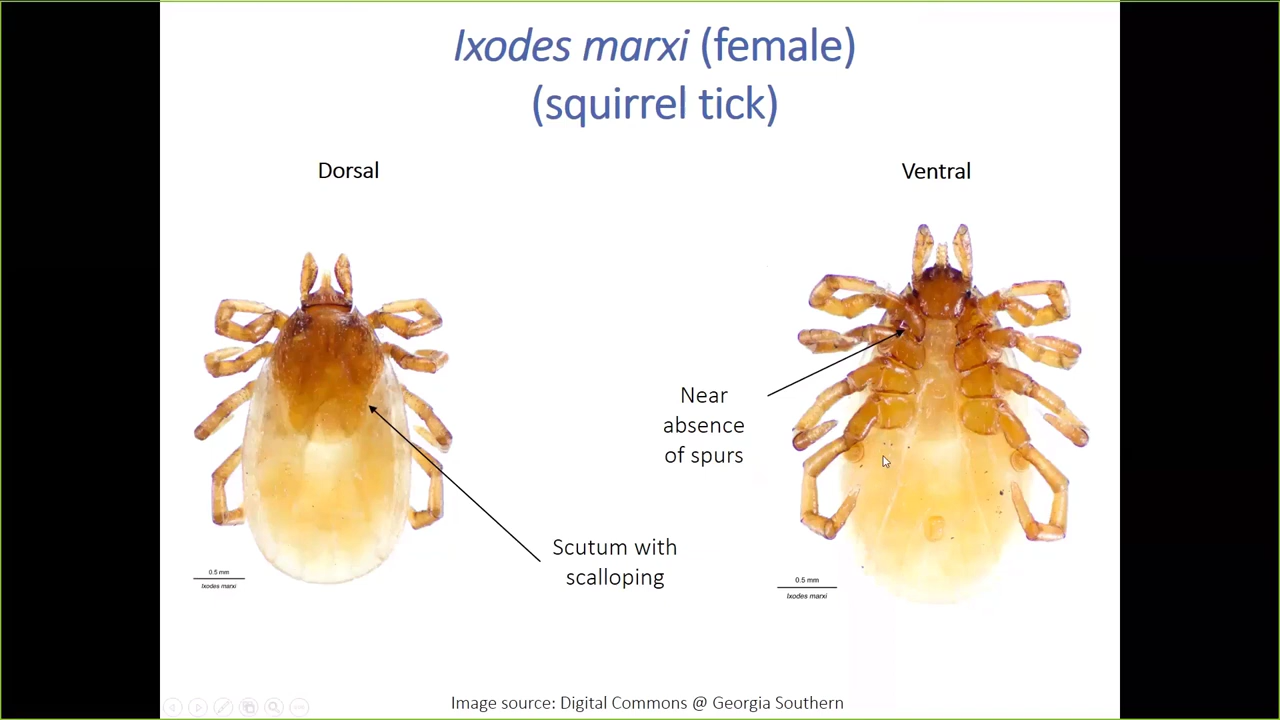 Ixodes marxi (female)
(squirrel tick)
Dorsal
Ventral
Near
absence
of spurs
Scutum with
scalloping
0.5 mm
Ixodes marxi
0.5 mm
Ixodes marxi
Image source: Digital Commons @ Georgia Southern